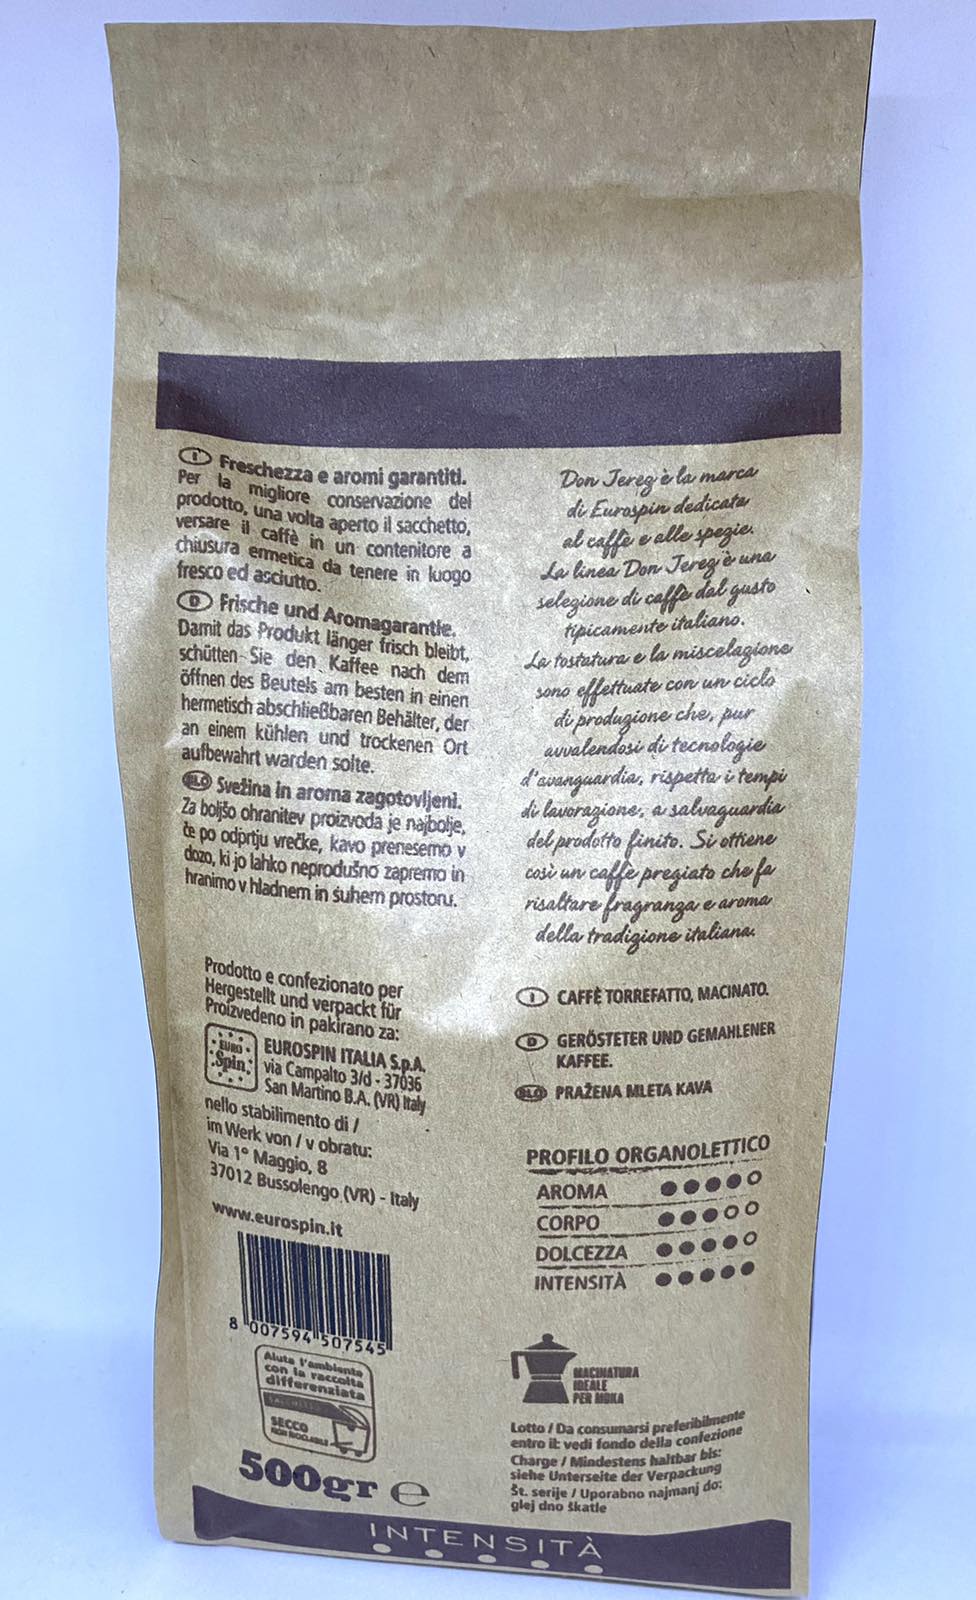 I Freschezza e aromi garantiti.
Per la migliore conservazione del
prodotto, una volta aperto il sacchetto,
versare il caffè in un contenitore a
chiusura ermetica da tenere in luogo
fresco ed asciutto.
D Frische und Aromagarantie.
Damit das Produkt länger frisch bleibt,
schütten Sie den Kaffee nach dem
öffnen des Beutels am besten in einen
hermetisch abschließbaren Behälter, der
an einem kühlen und trockenen Ort
aufbewahrt warden solte.
SLO Svežina in aroma zagotovljeni.
Za boljšo ohranitev proizvoda je najbolje,
če po odprtju vrečke, kavo prenesemo v
dozo, ki jo lahko neprodušno zapremo in
hranimo v hladnem in suhem prostoru.
Prodotto e confezionato per
Hergestellt und verpackt für
Proizvedeno in pakirano za:
EURO
Spin
EUROSPIN ITALIA S.p.A.
via Campalto 3/d - 37036
San Martino B.A. (VR) Italy
nello stabilimento di /
im Werk von / v obratu:
Via 1° Maggio, 8
37012 Bussolengo (VR) - Italy
www.eurospin.it
8 007594 507545
Aiuta l'ambiente
con la raccolta
differenziata
SACCHETTO
SECCO
NON RICICLABILE
500gr e
Don Jerez è la marca
di Eurospin dedicata
al caffè e alle spezie.
La linea Don Jerez è una
selezione di caffè dal gusto
tipicamente italiano.
La tostatura e la miscelazione
sono effettuate con un ciclo
di produzione che, pur
avvalendosi di tecnologie
d'avanguardia, rispetta i tempi
di lavorazione, a salvaguardia
del prodotto finito. Si ottiene
così un caffè pregiato che fa
risaltare fragranza e aroma
della tradizione italiana.
I CAFFÈ TORREFATTO, MACINATO.
D GERÖSTETER UND GEMAHLENER
KAFFEE.
SLO PRAŽENA MLETA KAVA
PROFILO ORGANOLETTICO
AROMA
CORPO
DOLCEZZA
INTENSITÀ
MACINATURA
IDEALE
PER MOKA
Lotto / Da consumarsi preferibilmente
entro il: vedi fondo della confezione
Charge / Mindestens haltbar bis:
siehe Unterseite der Verpackung
Št. serije / Uporabno najmanj do:
glej dno škatle
INTENSITÀ